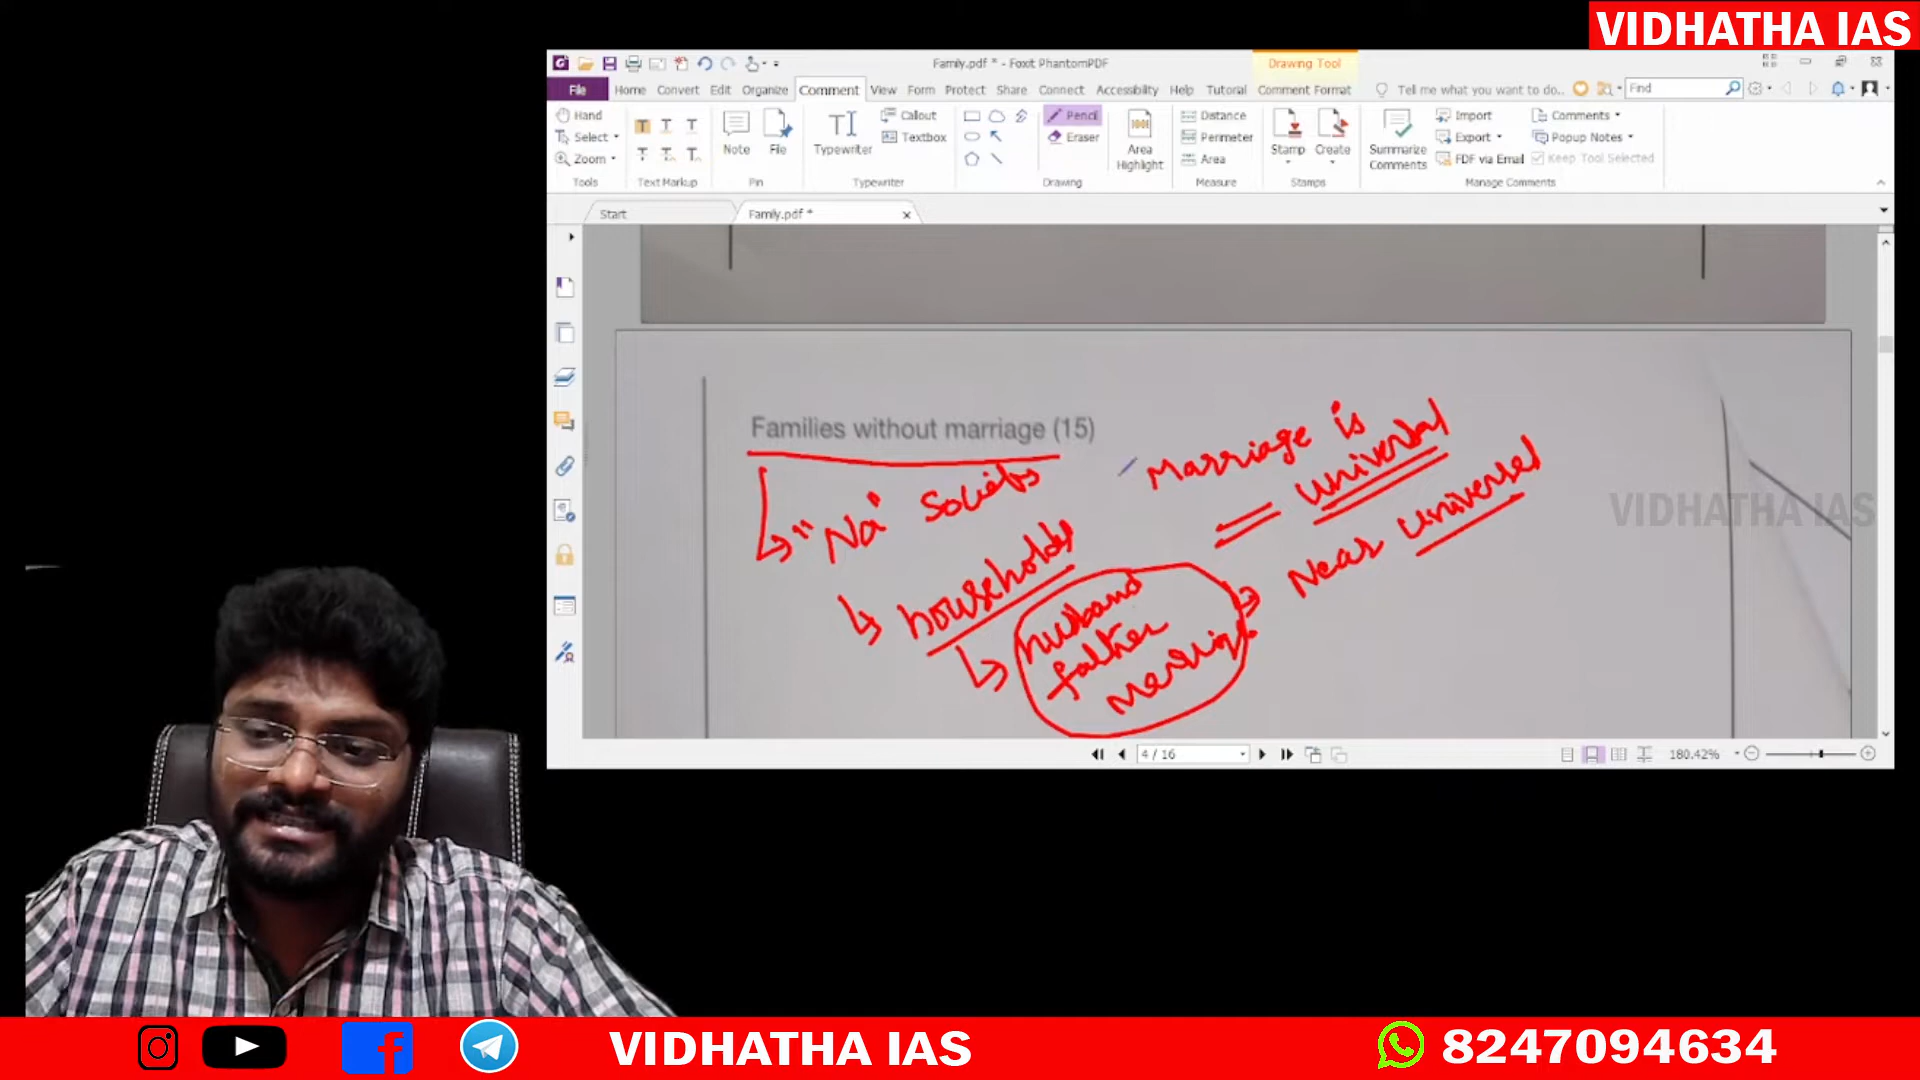 VIDHATHA IAS
Family.pdf * - Foxit PhantomPDF
Drawing Tool
File Home Convert Edit Organize Comment View Form Protect Share Connect Accessibility Help Tutorial Comment Format
Tell me what you want to do..
Find
Hand
Select
Zoom
Tools
Text Markup
Note
File
Pin
Typewriter
Callout
Textbox
Typewriter
Pencil
Eraser
Area Highlight
Drawing
Distance
Perimeter
Area
Measure
Stamp
Create
Stamps
Summarize Comments
Import
Export
FDF via Email
Comments
Popup Notes
Keep Tool Selected
Manage Comments
Start
Family.pdf *
Families without marriage (15)
"Na"
households
husband
father
marriage
Marriage is
universal
Near universal
VIDHATHA IAS
4 / 16
180.42%
VIDHATHA IAS
8247094634